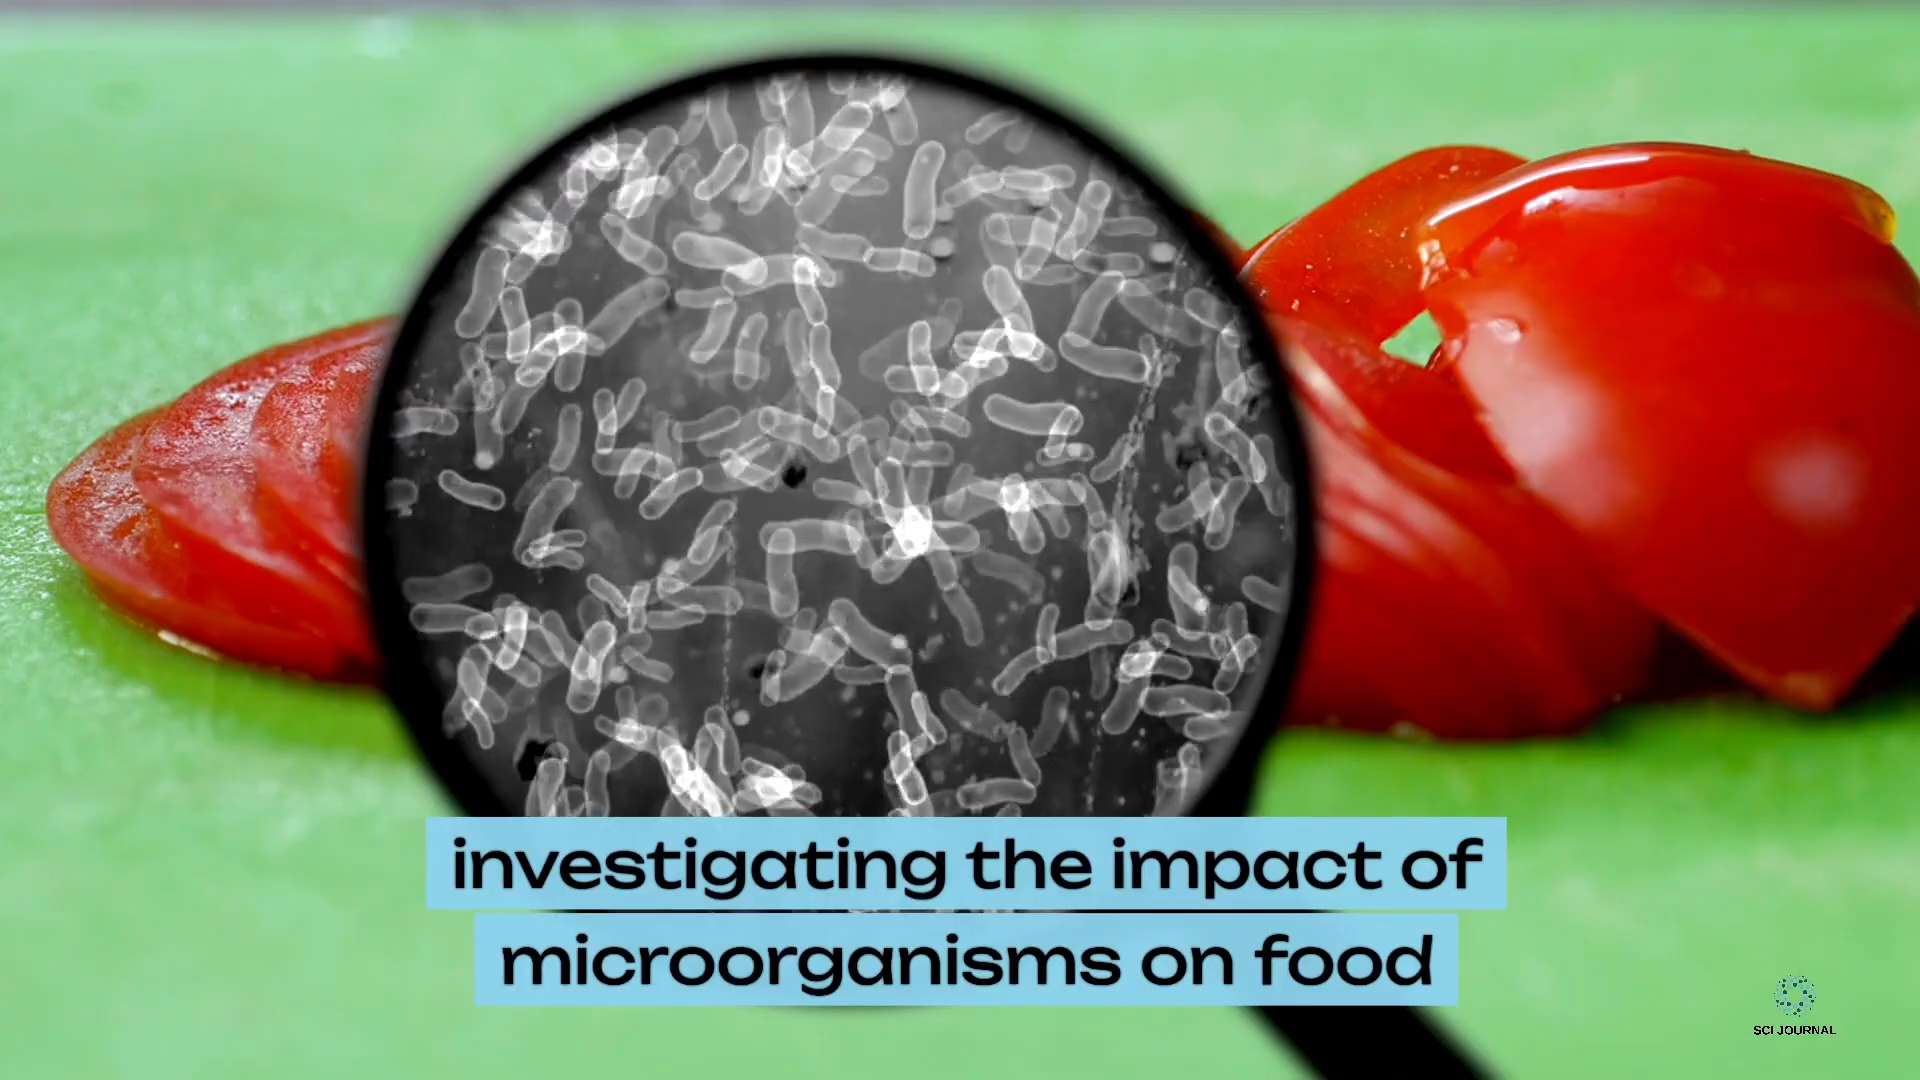 investigating the impact of
microorganisms on food
SCI JOURNAL